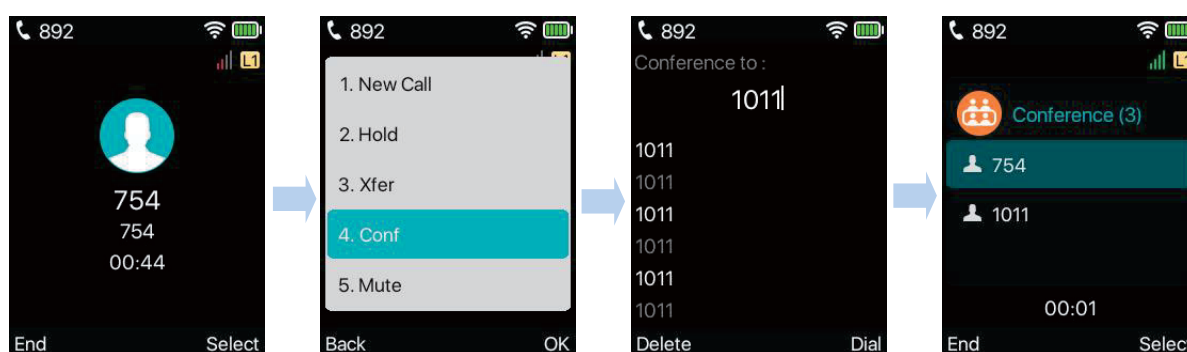 892
L1
754
754
00:44
End Select
892
1. New Call
2. Hold
3. Xfer
4. Conf
5. Mute
Back OK
892
Conference to :
1011
1011
1011
1011
1011
1011
1011
Delete Dial
892
L1
Conference (3)
754
1011
00:01
End Select